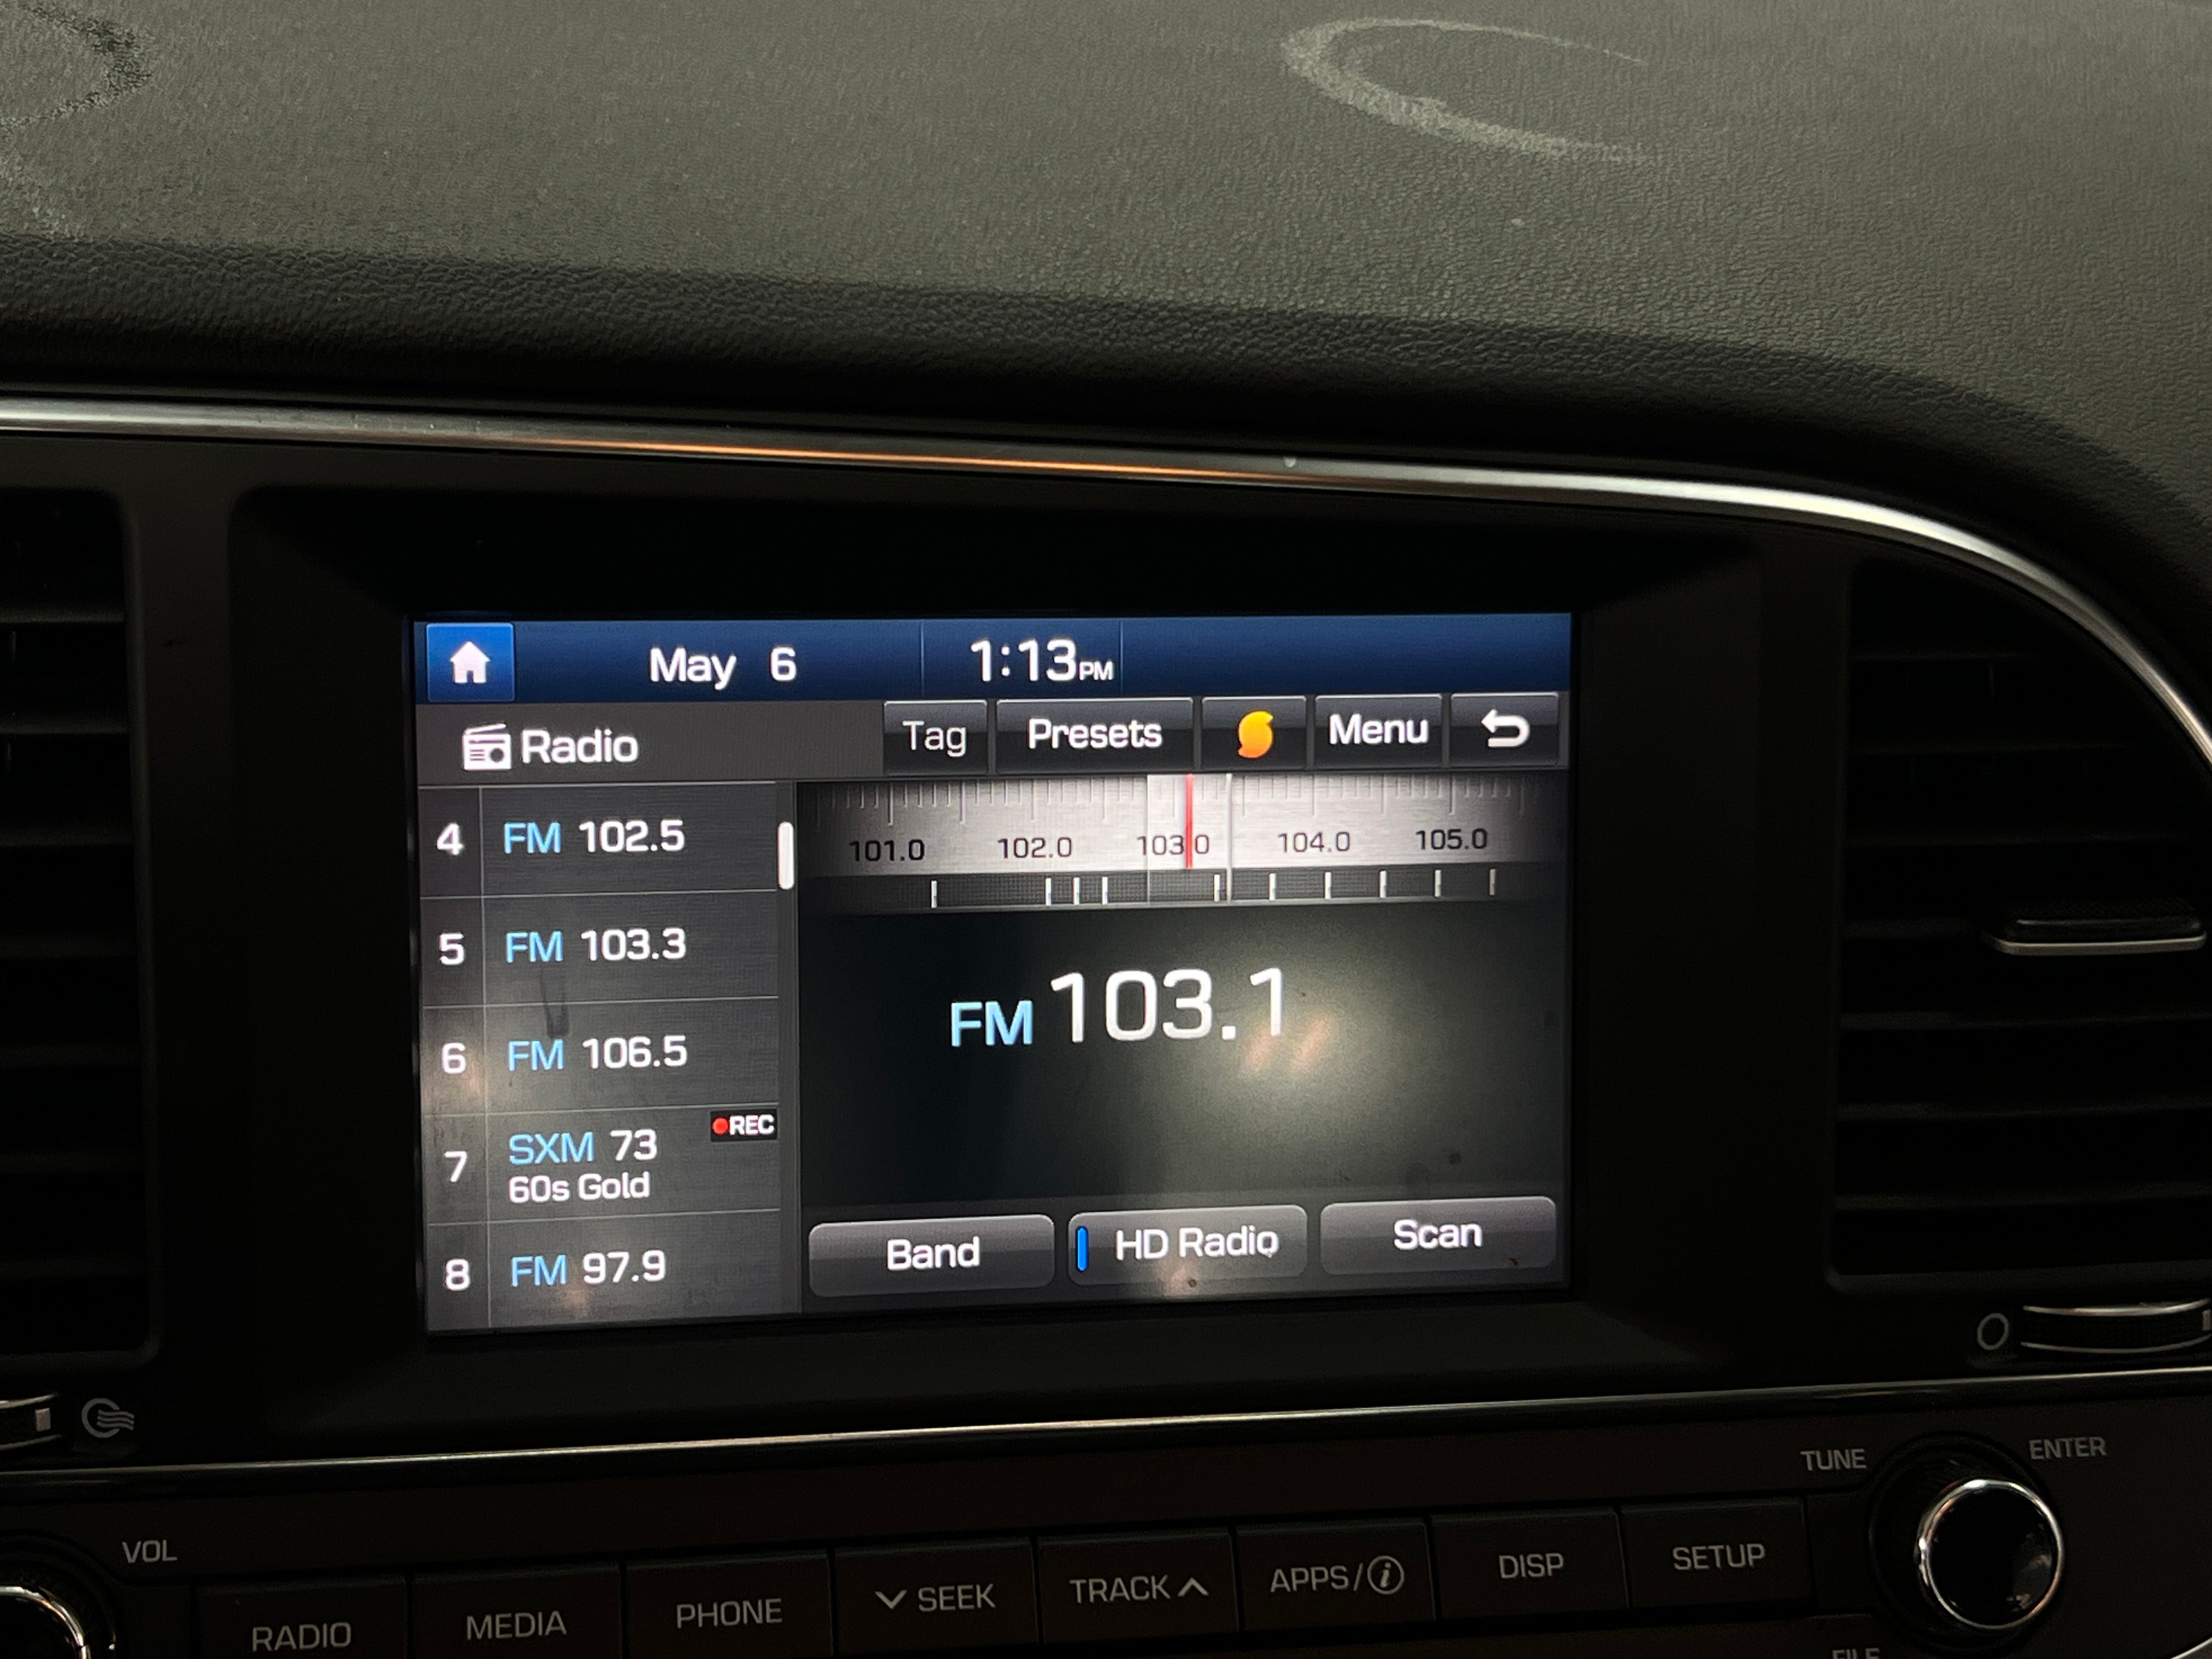 May 6 1:13PM
Radio Tag Presets Menu
4 FM 102.5
5 FM 103.3
6 FM 106.5
7 SXM 73 REC
60s Gold
8 FM 97.9
101.0 102.0 103.0 104.0 105.0
FM 103.1
Band HD Radio Scan
TUNE ENTER
VOL
RADIO MEDIA PHONE SEEK TRACK APPS/i DISP SETUP
FILE